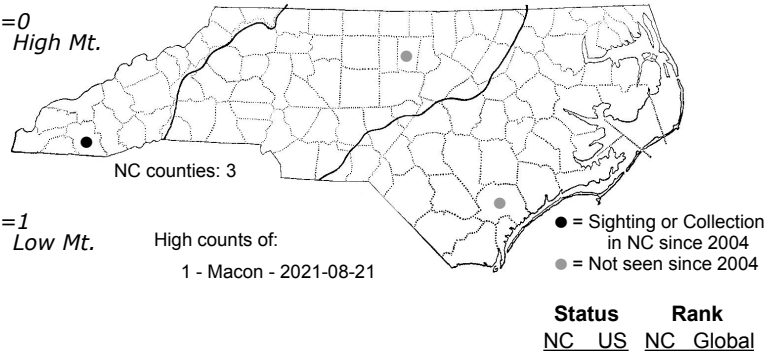 =0
High Mt.
NC counties: 3
=1
Low Mt.
High counts of:
1 - Macon - 2021-08-21
= Sighting or Collection
in NC since 2004
= Not seen since 2004
Status Rank
NC US NC Global